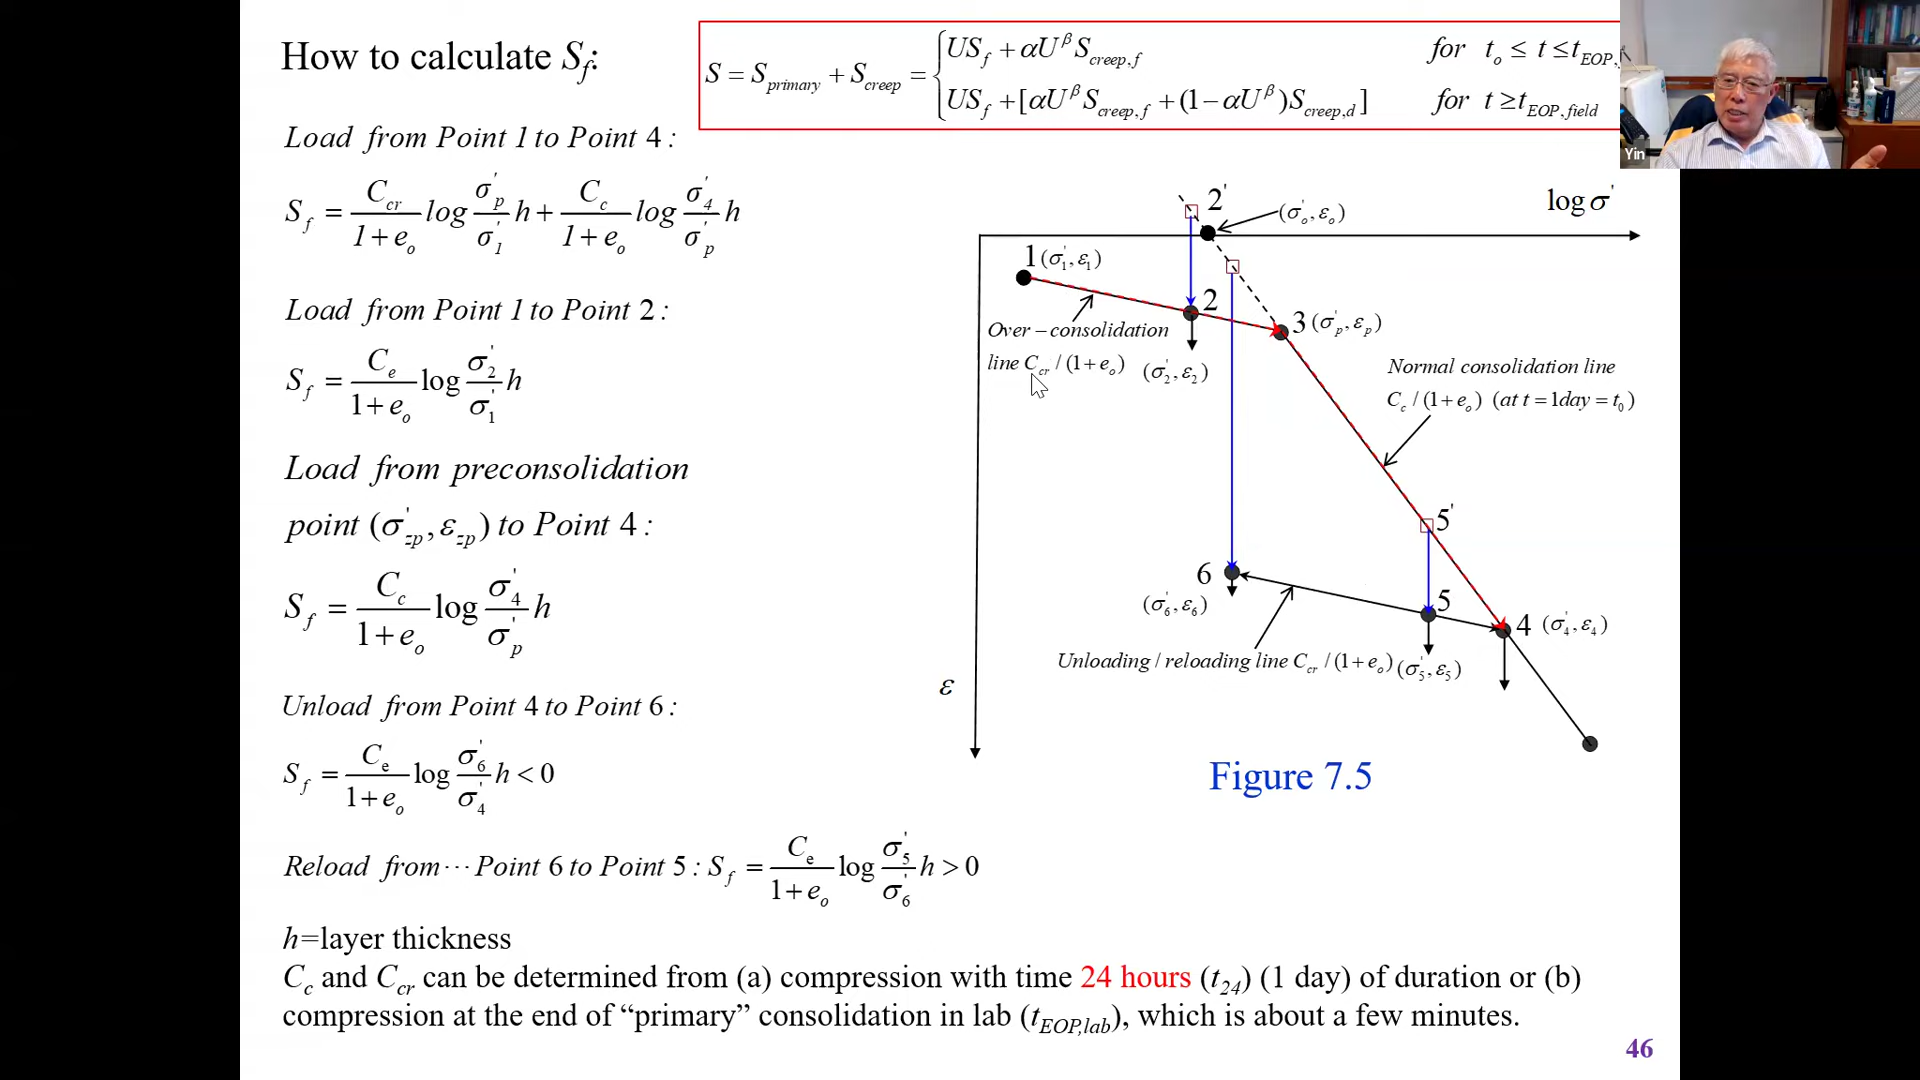 How to calculate S_f:
S = S_primary + S_creep = { US_f + αU^β S_creep,f for t_o ≤ t ≤ t_EOP,
US_f + [αU^β S_creep,f + (1−αU^β)S_creep,d] for t ≥ t_EOP,field
Yin
Load from Point 1 to Point 4 :
S_f = C_cr/(1+e_o) log σ'_p/σ'_1 h + C_c/(1+e_o) log σ'_4/σ'_p h
Load from Point 1 to Point 2 :
S_f = C_e/(1+e_o) log σ'_2/σ'_1 h
Load from preconsolidation
point (σ'_zp, ε_zp) to Point 4 :
S_f = C_c/(1+e_o) log σ'_4/σ'_p h
Unload from Point 4 to Point 6 :
S_f = C_e/(1+e_o) log σ'_6/σ'_4 h < 0
Reload from··· Point 6 to Point 5 : S_f = C_e/(1+e_o) log σ'_5/σ'_6 h > 0
2'
(σ'_o, ε_o)
log σ'
1 (σ'_1, ε_1)
2
3 (σ'_p, ε_p)
Over − consolidation
line C_cr / (1 + e_o)
(σ'_2, ε_2)
Normal consolidation line
C_c / (1 + e_o) (at t = 1day = t_0)
5'
6
(σ'_6, ε_6)
5
4 (σ'_4, ε_4)
Unloading / reloading line C_cr / (1 + e_o)
(σ'_5, ε_5)
ε
Figure 7.5
h=layer thickness
C_c and C_cr can be determined from (a) compression with time 24 hours (t_24) (1 day) of duration or (b)
compression at the end of “primary” consolidation in lab (t_EOP,lab), which is about a few minutes.
46